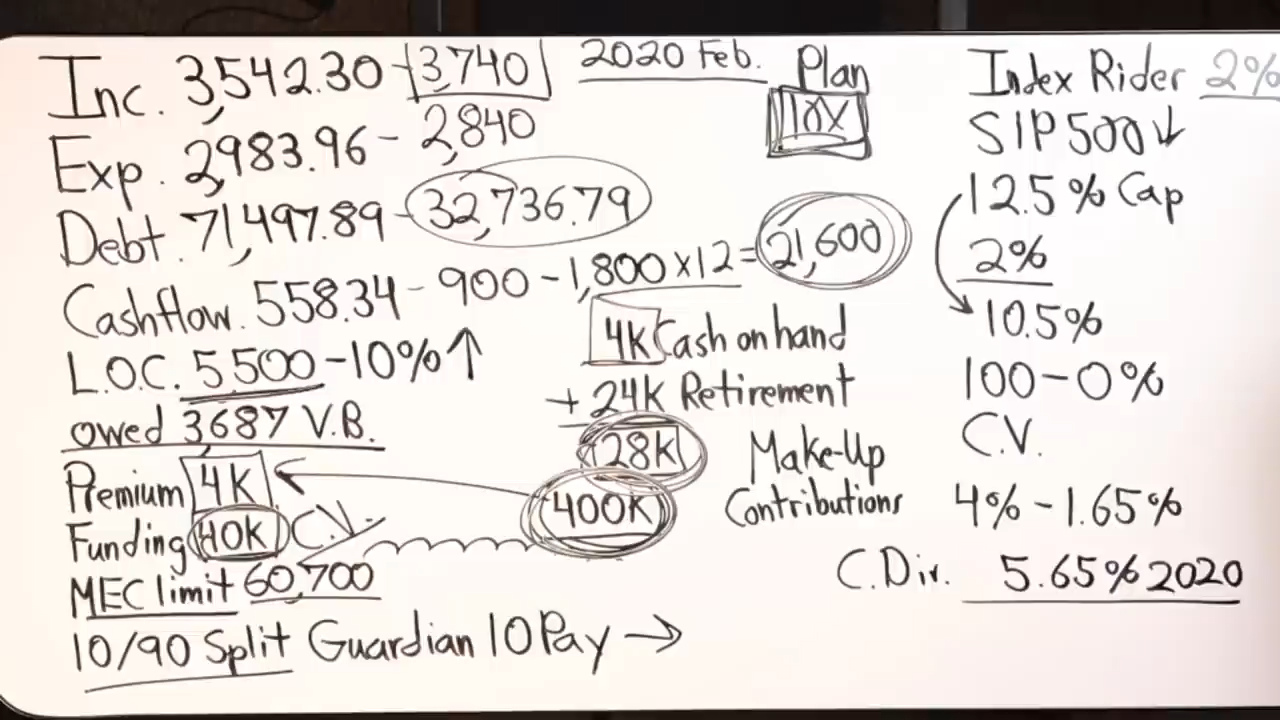 Inc. 3,542.30 - 3,740
Exp. 2,983.96 - 2,840
Debt. 71,497.89 - 32,736.79
Cashflow. 558.34 - 900 - 1,800 x 12 = 21,600
L.O.C. 5,500 - 10% ↑
owed 3,687 V.B.
Premium 4K
Funding 40K C.V.
MEC limit 60,700
10/90 Split Guardian 10 Pay →
2020 Feb.
Plan
10X
4K Cash on hand
+ 24K Retirement
28K
400K
Make-Up
Contributions
Index Rider 2%
S|P 500 ↓
12.5% Cap
2%
10.5%
100 - 0%
C.V.
4% - 1.65%
C. Div. 5.65% 2020